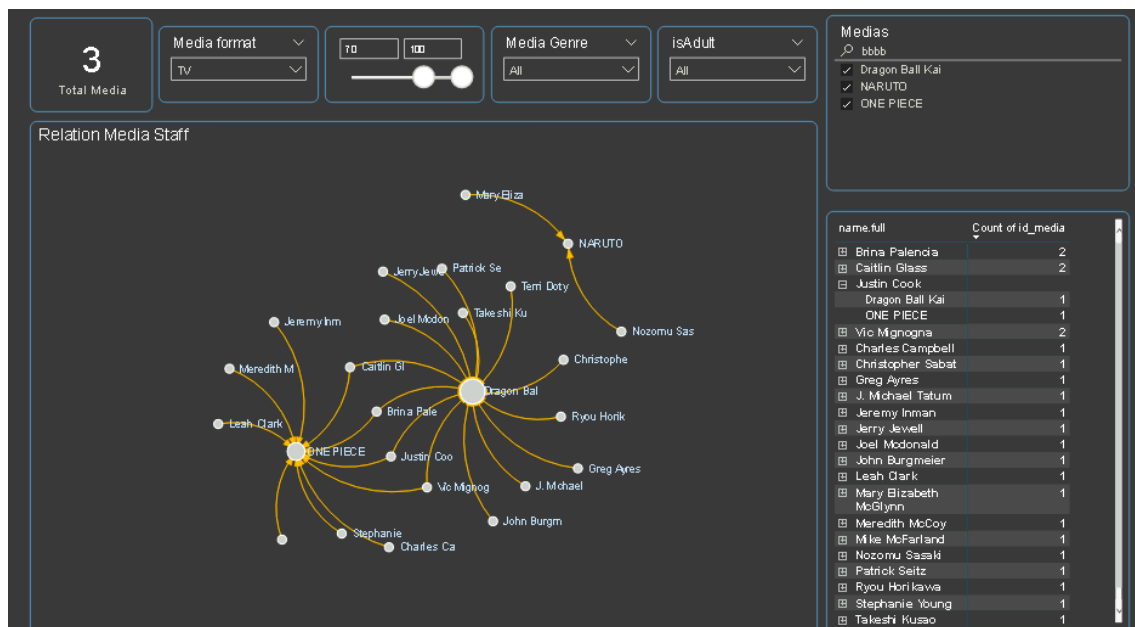 3
Total Media
Media format
TV
70
100
Media Genre
All
isAdult
All
Medias
bbbb
Dragon Ball Kai
NARUTO
ONE PIECE
Relation Media Staff
Mary Eliza
NARUTO
Jerry Jewe
Patrick Se
Terri Doty
Joel Mcdon
Takeshi Ku
Jeremy Inm
Nozomu Sas
Christophe
Meredith M
Caitlin Gl
Dragon Bal
Brina Pale
Ryou Horik
Leah Clark
ONE PIECE
Justin Coo
Greg Ayres
Vic Mignog
J. Michael
John Burgm
Stephanie
Charles Ca
name.full Count of id_media
Brina Palencia 2
Caitlin Glass 2
Justin Cook
Dragon Ball Kai 1
ONE PIECE 1
Vic Mignogna 2
Charles Campbell 1
Christopher Sabat 1
Greg Ayres 1
J. Michael Tatum 1
Jeremy Inman 1
Jerry Jewell 1
Joel Mcdonald 1
John Burgmeier 1
Leah Clark 1
Mary Elizabeth 1
McGlynn
Meredith McCoy 1
Mike McFarland 1
Nozomu Sasaki 1
Patrick Seitz 1
Ryou Horikawa 1
Stephanie Young 1
Takeshi Kusao 1